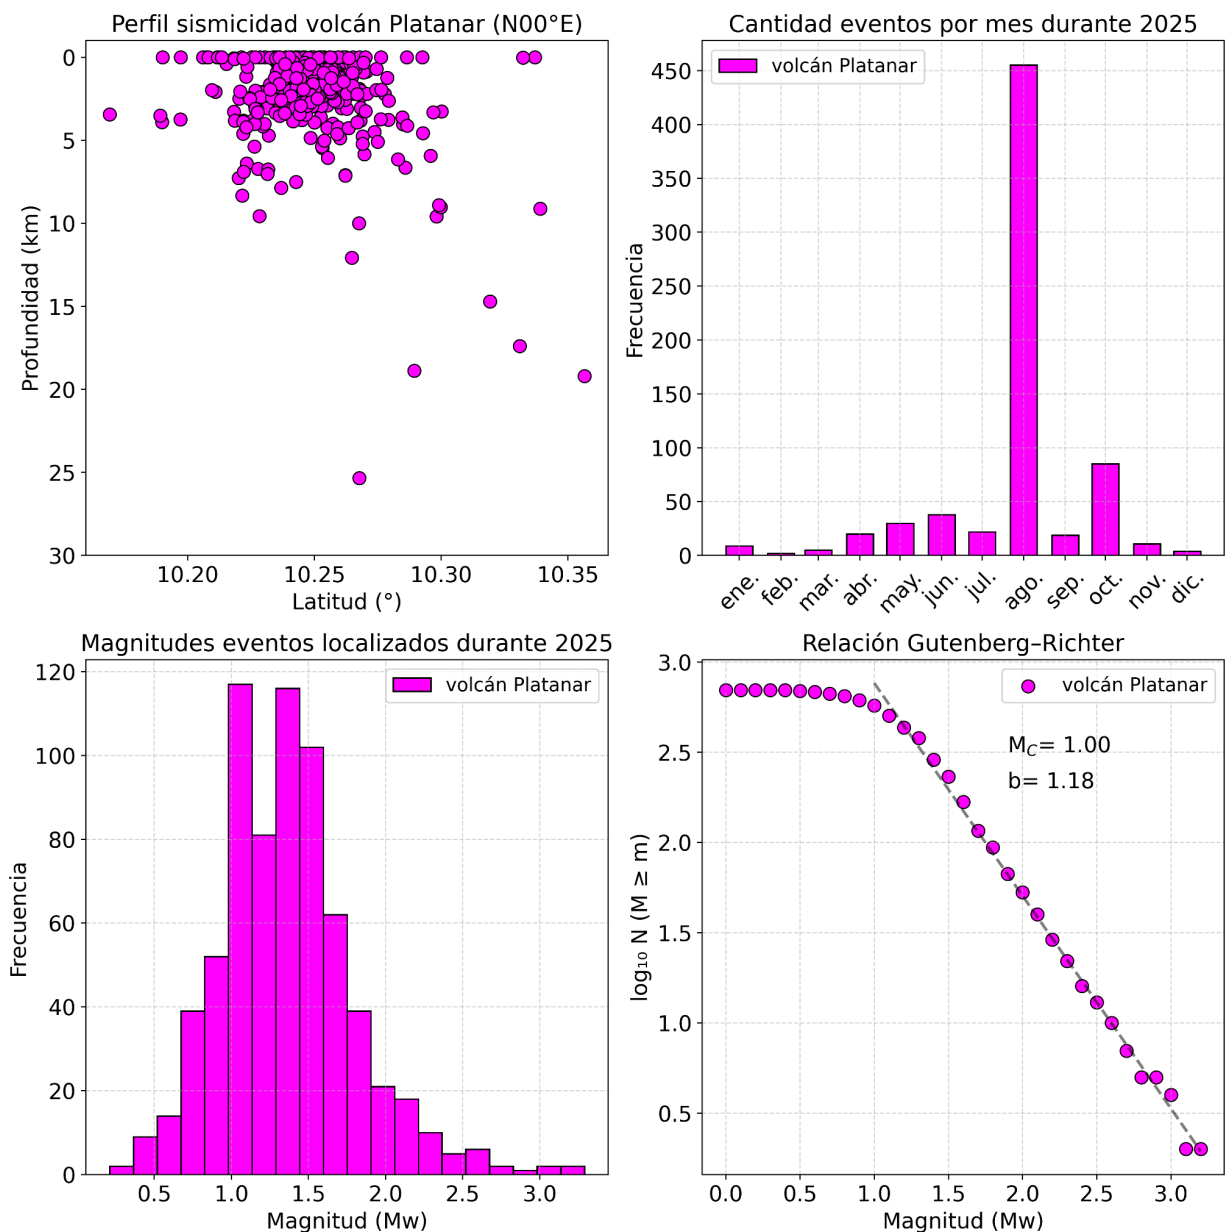 Perfil sismicidad volcán Platanar (N00°E)
0
5
10
15
20
25
30
Profundidad (km)
10.20
10.25
10.30
10.35
Latitud (°)
Cantidad eventos por mes durante 2025
volcán Platanar
450
400
350
300
250
200
150
100
50
0
Frecuencia
ene.
feb.
mar.
abr.
may.
jun.
jul.
ago.
sep.
oct.
nov.
dic.
Magnitudes eventos localizados durante 2025
volcán Platanar
120
100
80
60
40
20
0
Frecuencia
0.5
1.0
1.5
2.0
2.5
3.0
Magnitud (Mw)
Relación Gutenberg–Richter
volcán Platanar
M_C= 1.00
b= 1.18
3.0
2.5
2.0
1.5
1.0
0.5
log₁₀ N (M ≥ m)
0.0
0.5
1.0
1.5
2.0
2.5
3.0
Magnitud (Mw)